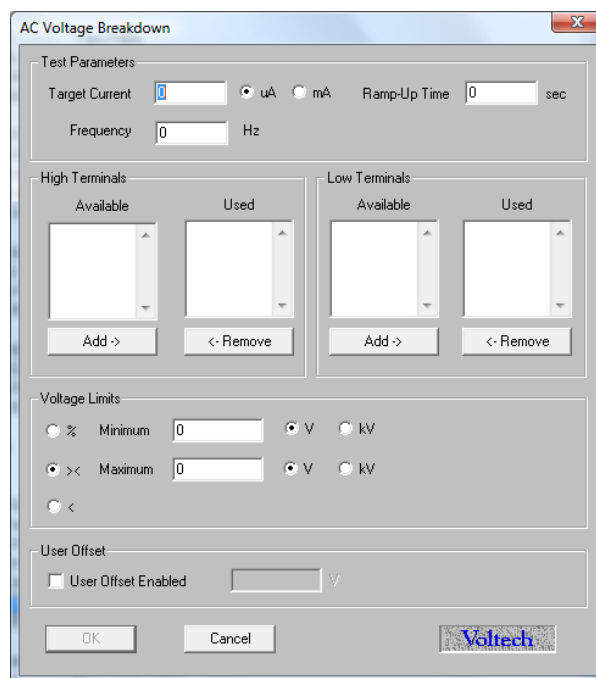 AC Voltage Breakdown
Test Parameters
Target Current 0 uA mA Ramp-Up Time 0 sec
Frequency 0 Hz
High Terminals Low Terminals
Available Used Available Used
Add -> <- Remove Add -> <- Remove
Voltage Limits
% Minimum 0 V kV
>< Maximum 0 V kV
<
User Offset
User Offset Enabled V
OK Cancel Voltech